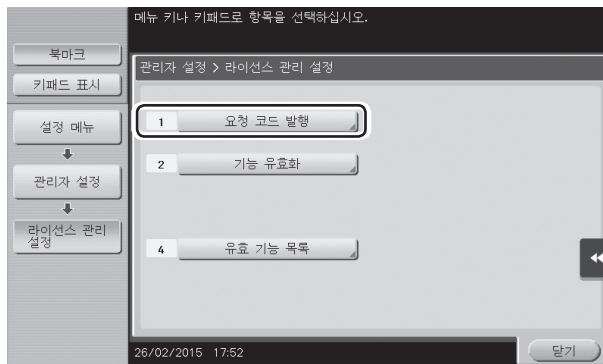 메뉴 키나 키패드로 항목을 선택하십시오.
북마크
키패드 표시
설정 메뉴
관리자 설정
라이선스 관리
설정
관리자 설정 > 라이선스 관리 설정
1 요청 코드 발행
2 기능 유효화
4 유효 기능 목록
26/02/2015 17:52
닫기